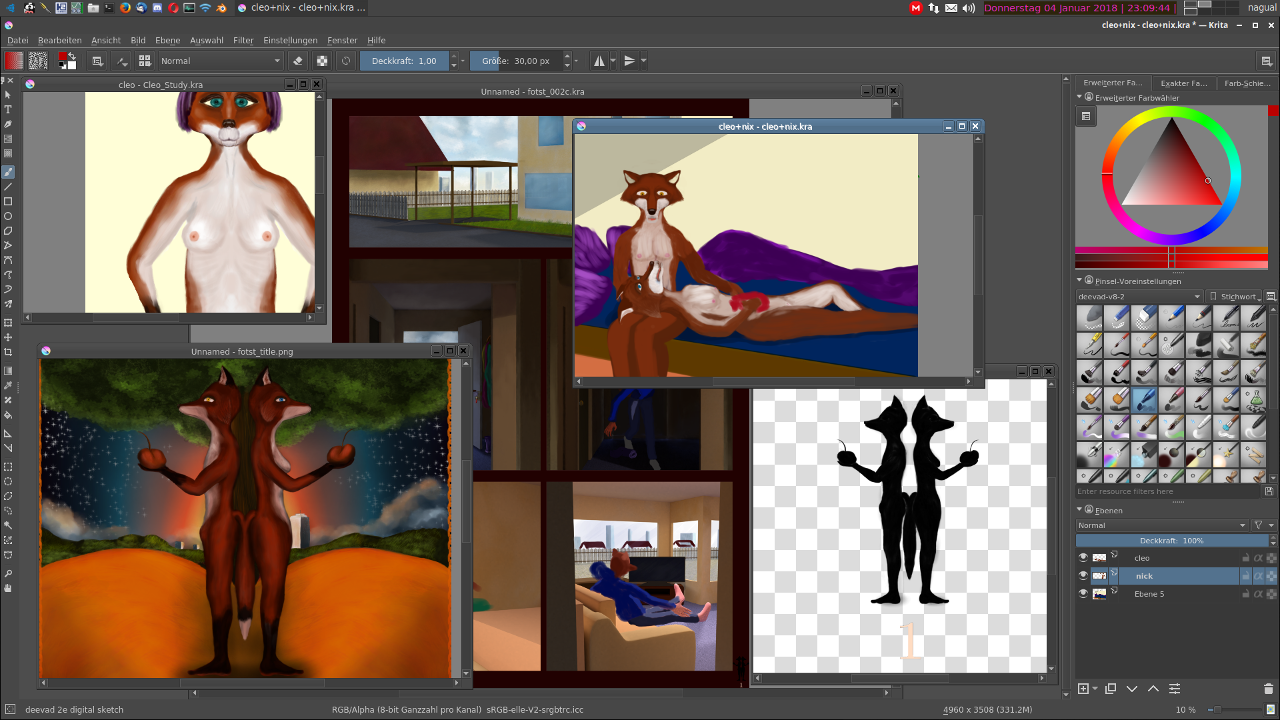 cleo+nix - cleo+nix.kra ...
Donnerstag 04 Januar 2018 | 23:09:44
nagual
cleo+nix - cleo+nix.kra * — Krita
Datei Bearbeiten Ansicht Bild Ebene Auswahl Filter Einstellungen Fenster Hilfe
Normal
Deckkraft: 1,00
Größe: 30,00 px
cleo - Cleo_Study.kra
Unnamed - fotst_002c.kra
cleo+nix - cleo+nix.kra
Unnamed - fotst_title.png
1
Erweiterter Fa...
Exakter Fa...
Farb-Schie...
Erweiterter Farbwähler
Pinsel-Voreinstellungen
deevad-v8-2
Stichwort
Enter resource filters here
Ebenen
Normal
Deckkraft: 100%
cleo
nick
Ebene 5
deevad 2e digital sketch
RGB/Alpha (8-bit Ganzzahl pro Kanal) sRGB-elle-V2-srgbtrc.icc
4960 x 3508 (331,2M)
10 %